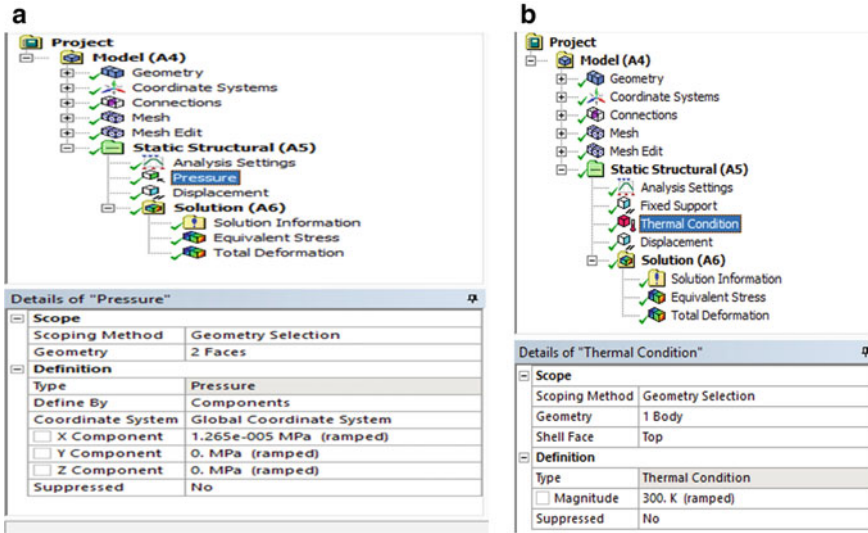 a
Project
Model (A4)
Geometry
Coordinate Systems
Connections
Mesh
Mesh Edit
Static Structural (A5)
Analysis Settings
Pressure
Displacement
Solution (A6)
Solution Information
Equivalent Stress
Total Deformation
Details of "Pressure"
Scope
Scoping Method Geometry Selection
Geometry 2 Faces
Definition
Type Pressure
Define By Components
Coordinate System Global Coordinate System
X Component 1.265e-005 MPa (ramped)
Y Component 0. MPa (ramped)
Z Component 0. MPa (ramped)
Suppressed No
b
Project
Model (A4)
Geometry
Coordinate Systems
Connections
Mesh
Mesh Edit
Static Structural (A5)
Analysis Settings
Fixed Support
Thermal Condition
Displacement
Solution (A6)
Solution Information
Equivalent Stress
Total Deformation
Details of "Thermal Condition"
Scope
Scoping Method Geometry Selection
Geometry 1 Body
Shell Face Top
Definition
Type Thermal Condition
Magnitude 300. K (ramped)
Suppressed No